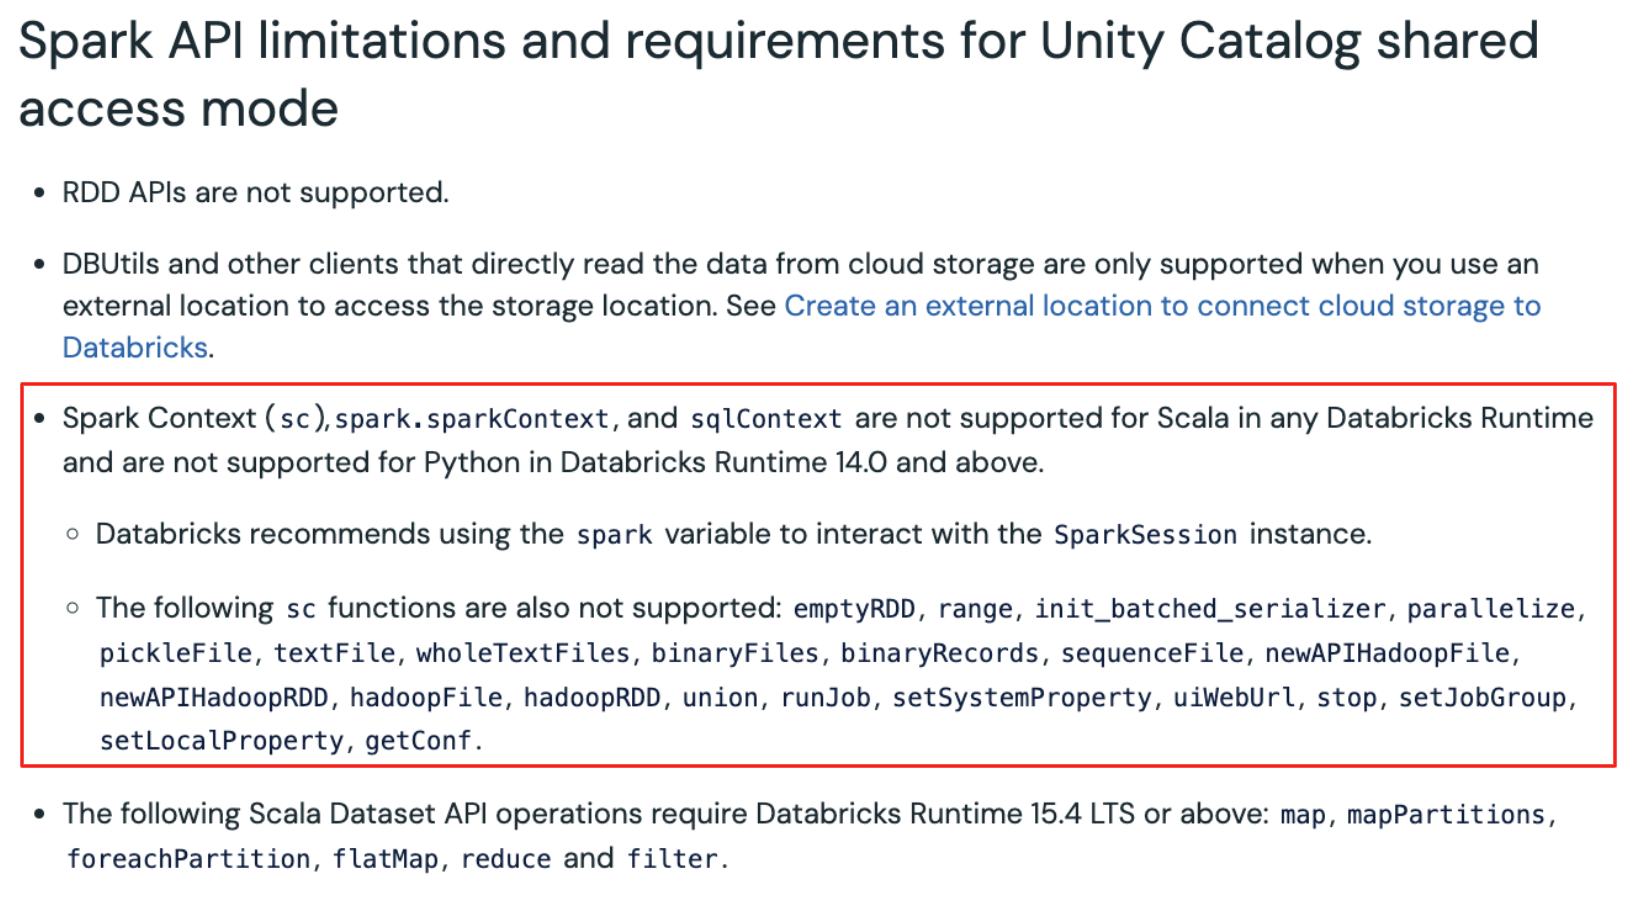 Spark API limitations and requirements for Unity Catalog shared
access mode
• RDD APIs are not supported.
• DBUtils and other clients that directly read the data from cloud storage are only supported when you use an
external location to access the storage location. See Create an external location to connect cloud storage to
Databricks.
• Spark Context (sc), spark.sparkContext, and sqlContext are not supported for Scala in any Databricks Runtime
and are not supported for Python in Databricks Runtime 14.0 and above.
◦ Databricks recommends using the spark variable to interact with the SparkSession instance.
◦ The following sc functions are also not supported: emptyRDD, range, init_batched_serializer, parallelize,
pickleFile, textFile, wholeTextFiles, binaryFiles, binaryRecords, sequenceFile, newAPIHadoopFile,
newAPIHadoopRDD, hadoopFile, hadoopRDD, union, runJob, setSystemProperty, uiWebUrl, stop, setJobGroup,
setLocalProperty, getConf.
• The following Scala Dataset API operations require Databricks Runtime 15.4 LTS or above: map, mapPartitions,
foreachPartition, flatMap, reduce and filter.